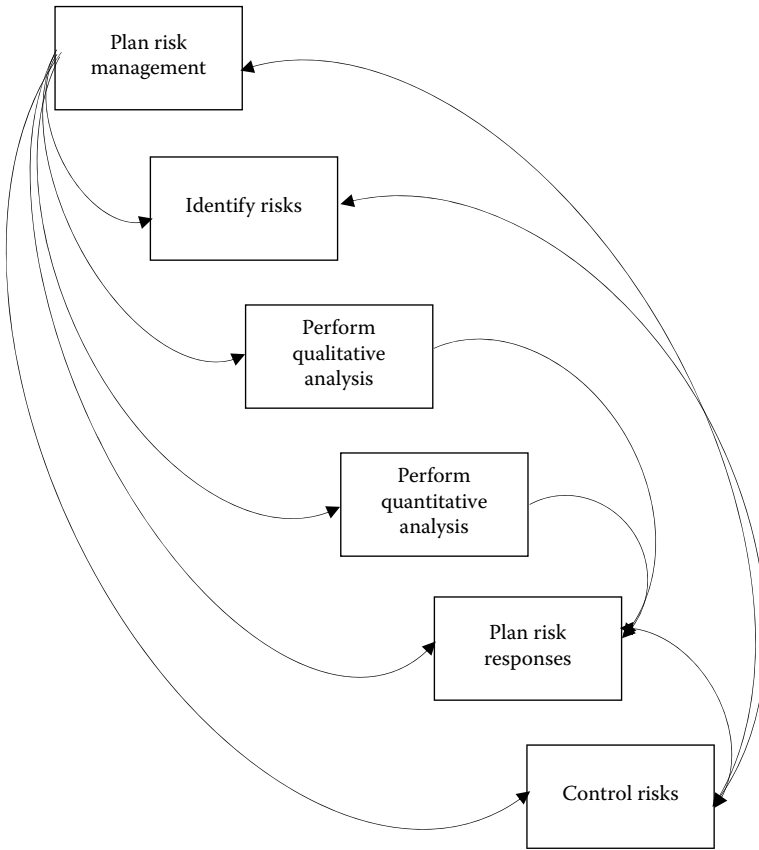 Plan risk
management
Identify risks
Perform
qualitative
analysis
Perform
quantitative
analysis
Plan risk
responses
Control risks